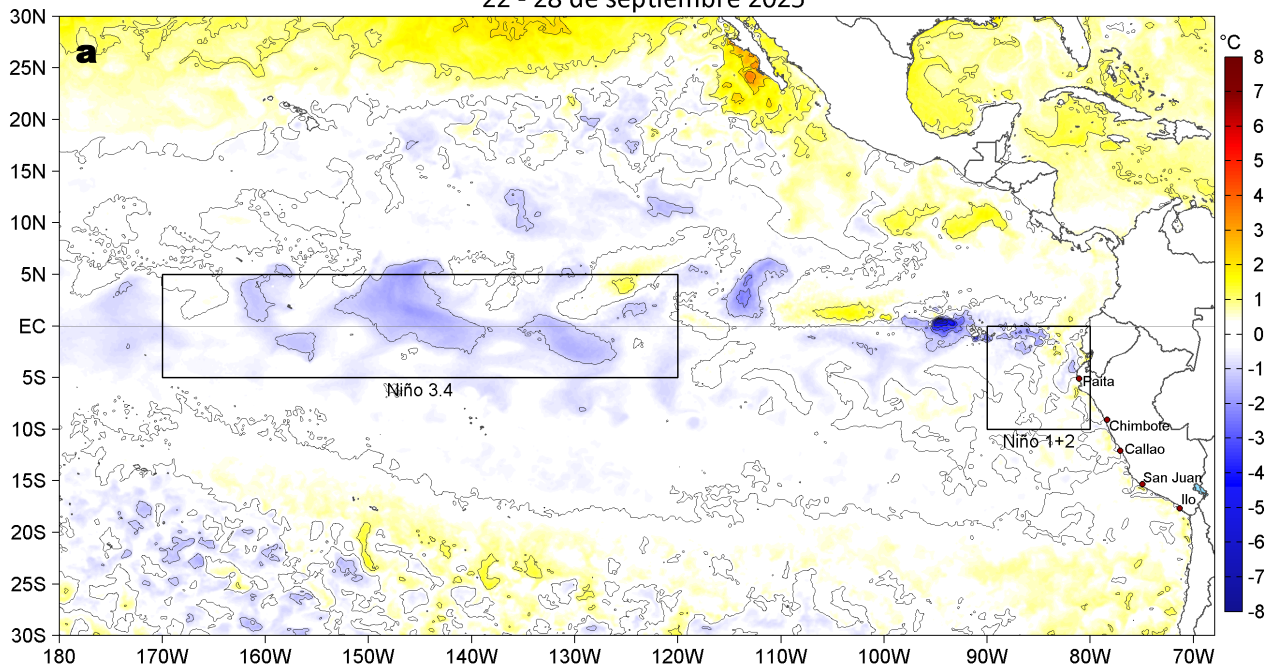 22 - 28 de septiembre 2025
a
°C
30N
25N
20N
15N
10N
5N
EC
5S
10S
15S
20S
25S
30S
180
170W
160W
150W
140W
130W
120W
110W
100W
90W
80W
70W
8
7
6
5
4
3
2
1
0
-1
-2
-3
-4
-5
-6
-7
-8
Niño 3.4
Niño 1+2
Paita
Chimbote
Callao
San Juan
Ilo